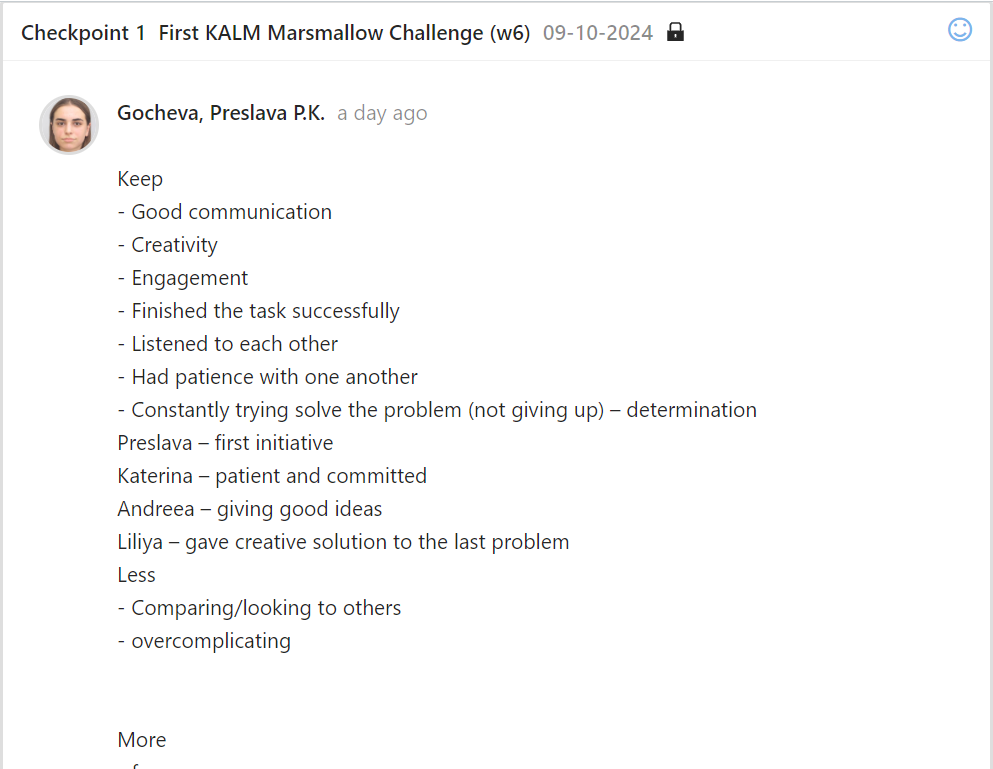 Checkpoint 1 First KALM Marsmallow Challenge (w6) 09-10-2024
Gocheva, Preslava P.K. a day ago
Keep
- Good communication
- Creativity
- Engagement
- Finished the task successfully
- Listened to each other
- Had patience with one another
- Constantly trying solve the problem (not giving up) – determination
Preslava – first initiative
Katerina – patient and committed
Andreea – giving good ideas
Liliya – gave creative solution to the last problem
Less
- Comparing/looking to others
- overcomplicating
More